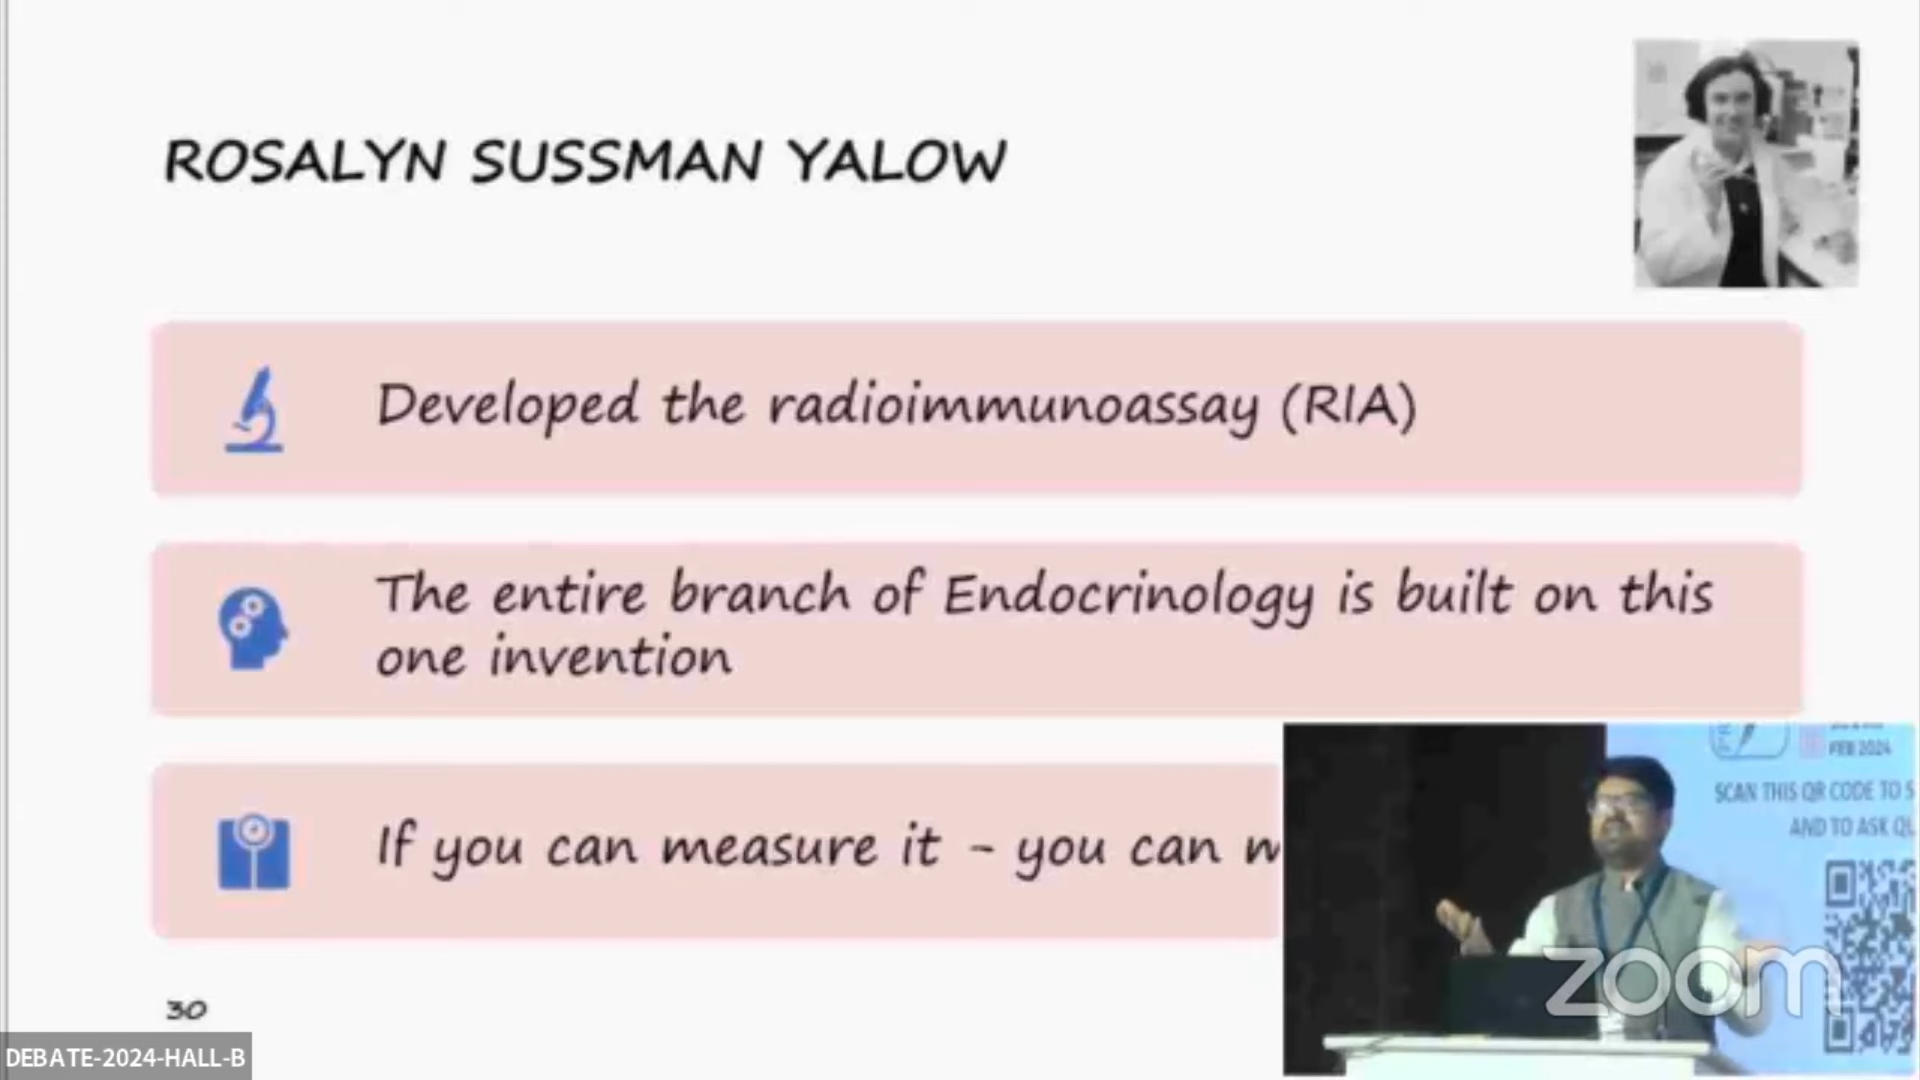 ROSALYN SUSSMAN YALOW
Developed the radioimmunoassay (RIA)
The entire branch of Endocrinology is built on this
one invention
If you can measure it - you can
30
DEBATE-2024-HALL-B
FEB 2024
SCAN THIS QR CODE TO
AND TO ASK
zoom